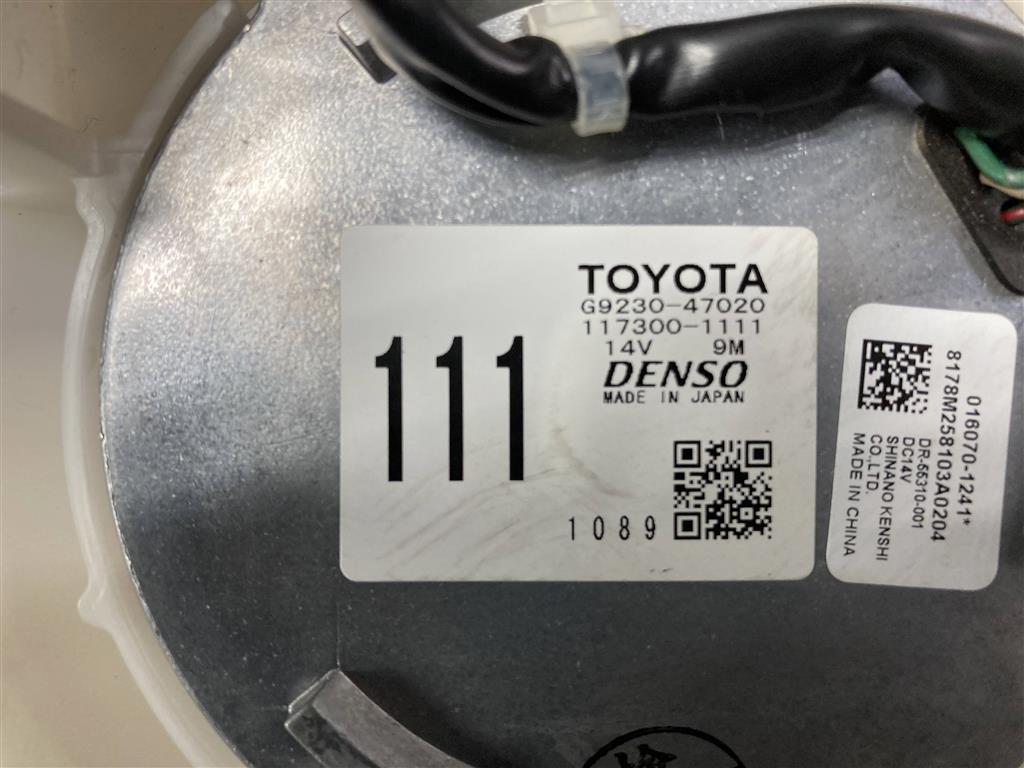 TOYOTA
G9230-47020
117300-1111
14V 9M
DENSO
MADE IN JAPAN
111
1089
016070-1241*
8178M258103A0204
DR-55310-001
DC14V
SHINANO KENSHI
CO.,LTD.
MADE IN CHINA